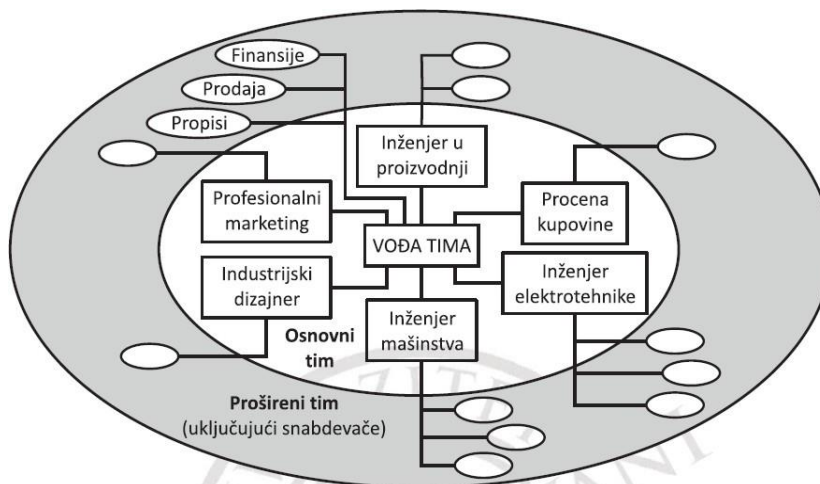 Finansije
Prodaja
Propisi
Inženjer u
proizvodnji
Profesionalni
marketing
Procena
kupovine
VOĐA TIMA
Industrijski
dizajner
Inženjer
elektrotehnike
Inženjer
mašinstva
Osnovni
tim
Prošireni tim
(uključujući snabdevače)